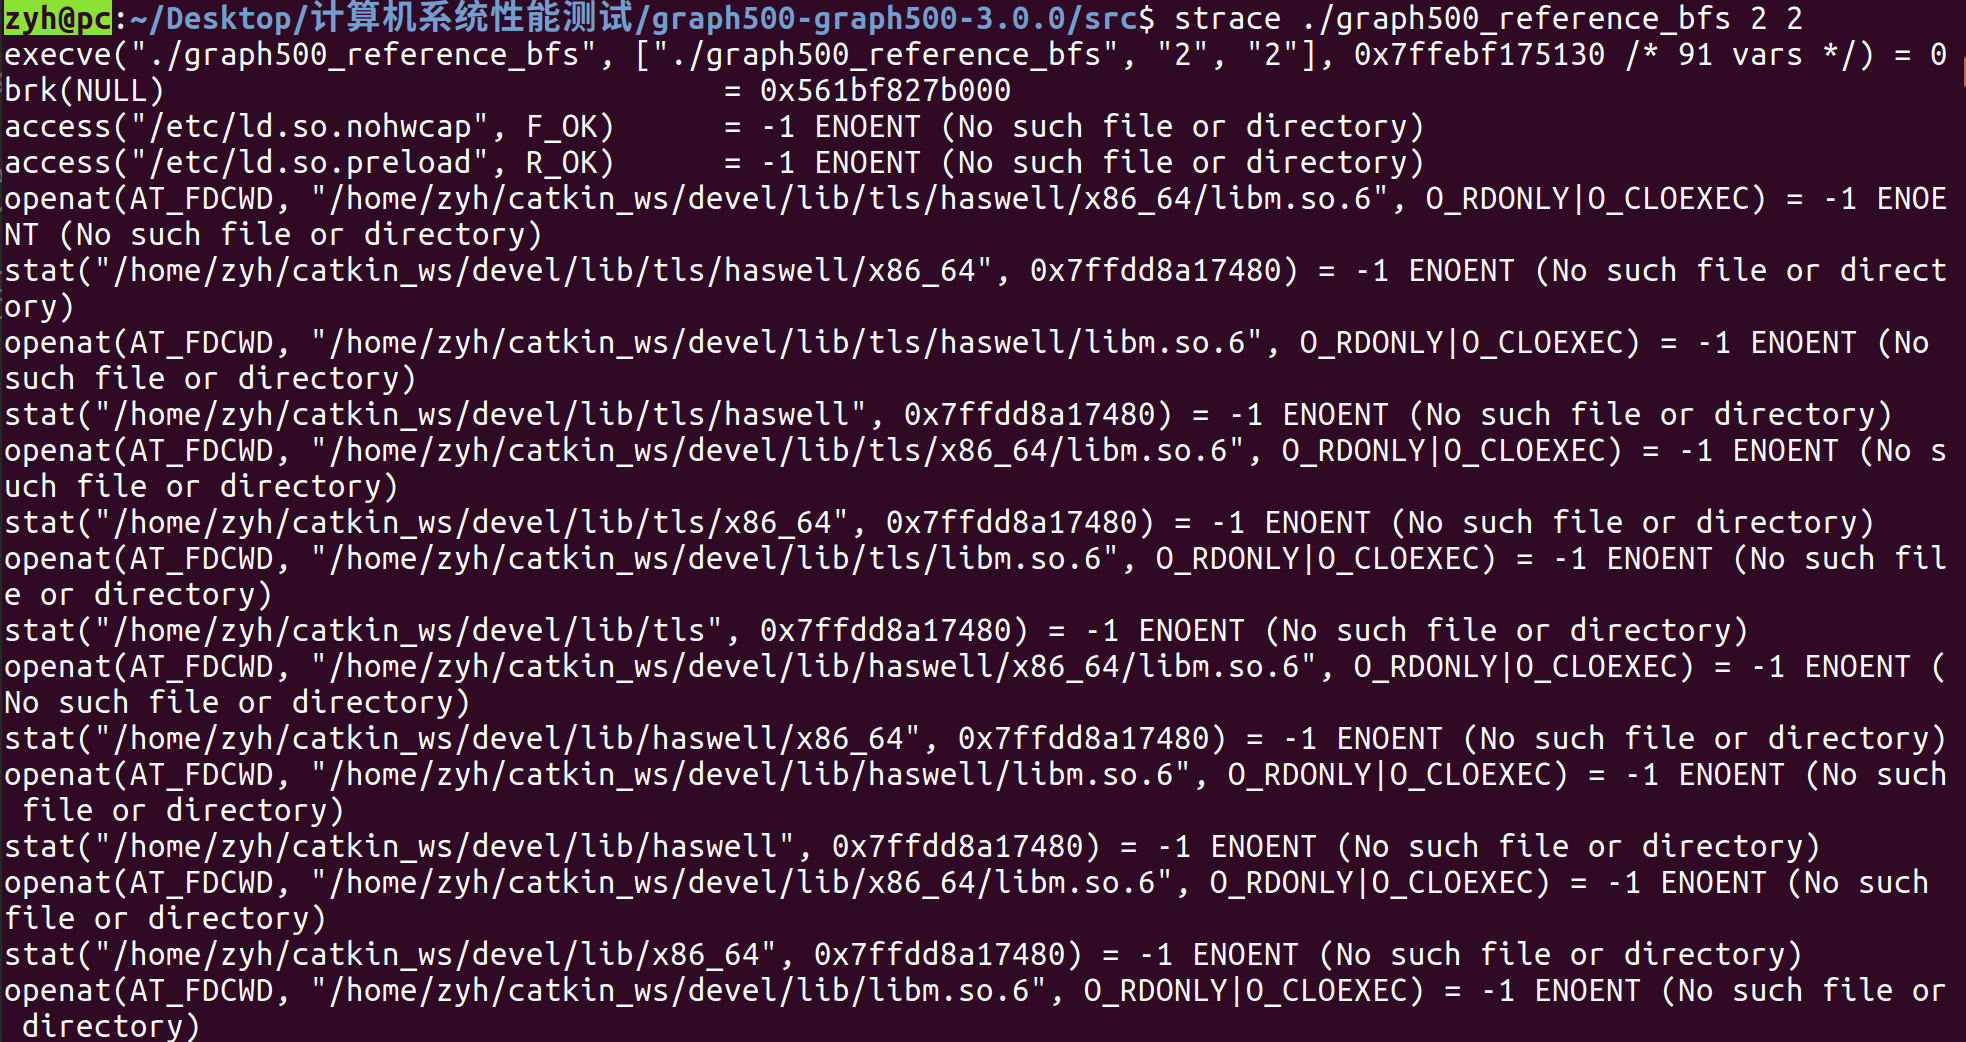 zyh@pc:~/Desktop/计算机系统性能测试/graph500-graph500-3.0.0/src$ strace ./graph500_reference_bfs 2 2
execve("./graph500_reference_bfs", ["./graph500_reference_bfs", "2", "2"], 0x7ffebf175130 /* 91 vars */) = 0
brk(NULL)                               = 0x561bf827b000
access("/etc/ld.so.nohwcap", F_OK)      = -1 ENOENT (No such file or directory)
access("/etc/ld.so.preload", R_OK)      = -1 ENOENT (No such file or directory)
openat(AT_FDCWD, "/home/zyh/catkin_ws/devel/lib/tls/haswell/x86_64/libm.so.6", O_RDONLY|O_CLOEXEC) = -1 ENOE
NT (No such file or directory)
stat("/home/zyh/catkin_ws/devel/lib/tls/haswell/x86_64", 0x7ffdd8a17480) = -1 ENOENT (No such file or direct
ory)
openat(AT_FDCWD, "/home/zyh/catkin_ws/devel/lib/tls/haswell/libm.so.6", O_RDONLY|O_CLOEXEC) = -1 ENOENT (No
such file or directory)
stat("/home/zyh/catkin_ws/devel/lib/tls/haswell", 0x7ffdd8a17480) = -1 ENOENT (No such file or directory)
openat(AT_FDCWD, "/home/zyh/catkin_ws/devel/lib/tls/x86_64/libm.so.6", O_RDONLY|O_CLOEXEC) = -1 ENOENT (No s
uch file or directory)
stat("/home/zyh/catkin_ws/devel/lib/tls/x86_64", 0x7ffdd8a17480) = -1 ENOENT (No such file or directory)
openat(AT_FDCWD, "/home/zyh/catkin_ws/devel/lib/tls/libm.so.6", O_RDONLY|O_CLOEXEC) = -1 ENOENT (No such fil
e or directory)
stat("/home/zyh/catkin_ws/devel/lib/tls", 0x7ffdd8a17480) = -1 ENOENT (No such file or directory)
openat(AT_FDCWD, "/home/zyh/catkin_ws/devel/lib/haswell/x86_64/libm.so.6", O_RDONLY|O_CLOEXEC) = -1 ENOENT (
No such file or directory)
stat("/home/zyh/catkin_ws/devel/lib/haswell/x86_64", 0x7ffdd8a17480) = -1 ENOENT (No such file or directory)
openat(AT_FDCWD, "/home/zyh/catkin_ws/devel/lib/haswell/libm.so.6", O_RDONLY|O_CLOEXEC) = -1 ENOENT (No such
 file or directory)
stat("/home/zyh/catkin_ws/devel/lib/haswell", 0x7ffdd8a17480) = -1 ENOENT (No such file or directory)
openat(AT_FDCWD, "/home/zyh/catkin_ws/devel/lib/x86_64/libm.so.6", O_RDONLY|O_CLOEXEC) = -1 ENOENT (No such
file or directory)
stat("/home/zyh/catkin_ws/devel/lib/x86_64", 0x7ffdd8a17480) = -1 ENOENT (No such file or directory)
openat(AT_FDCWD, "/home/zyh/catkin_ws/devel/lib/libm.so.6", O_RDONLY|O_CLOEXEC) = -1 ENOENT (No such file or
 directory)